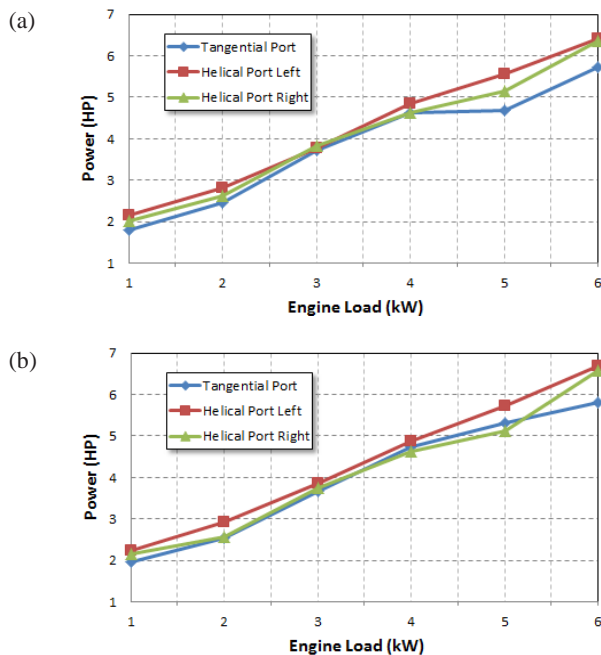 (a)
7
6
5
4
3
2
1
Power (HP)
Tangential Port
Helical Port Left
Helical Port Right
1 2 3 4 5 6
Engine Load (kW)
(b)
7
6
5
4
3
2
1
Power (HP)
Tangential Port
Helical Port Left
Helical Port Right
1 2 3 4 5 6
Engine Load (kW)